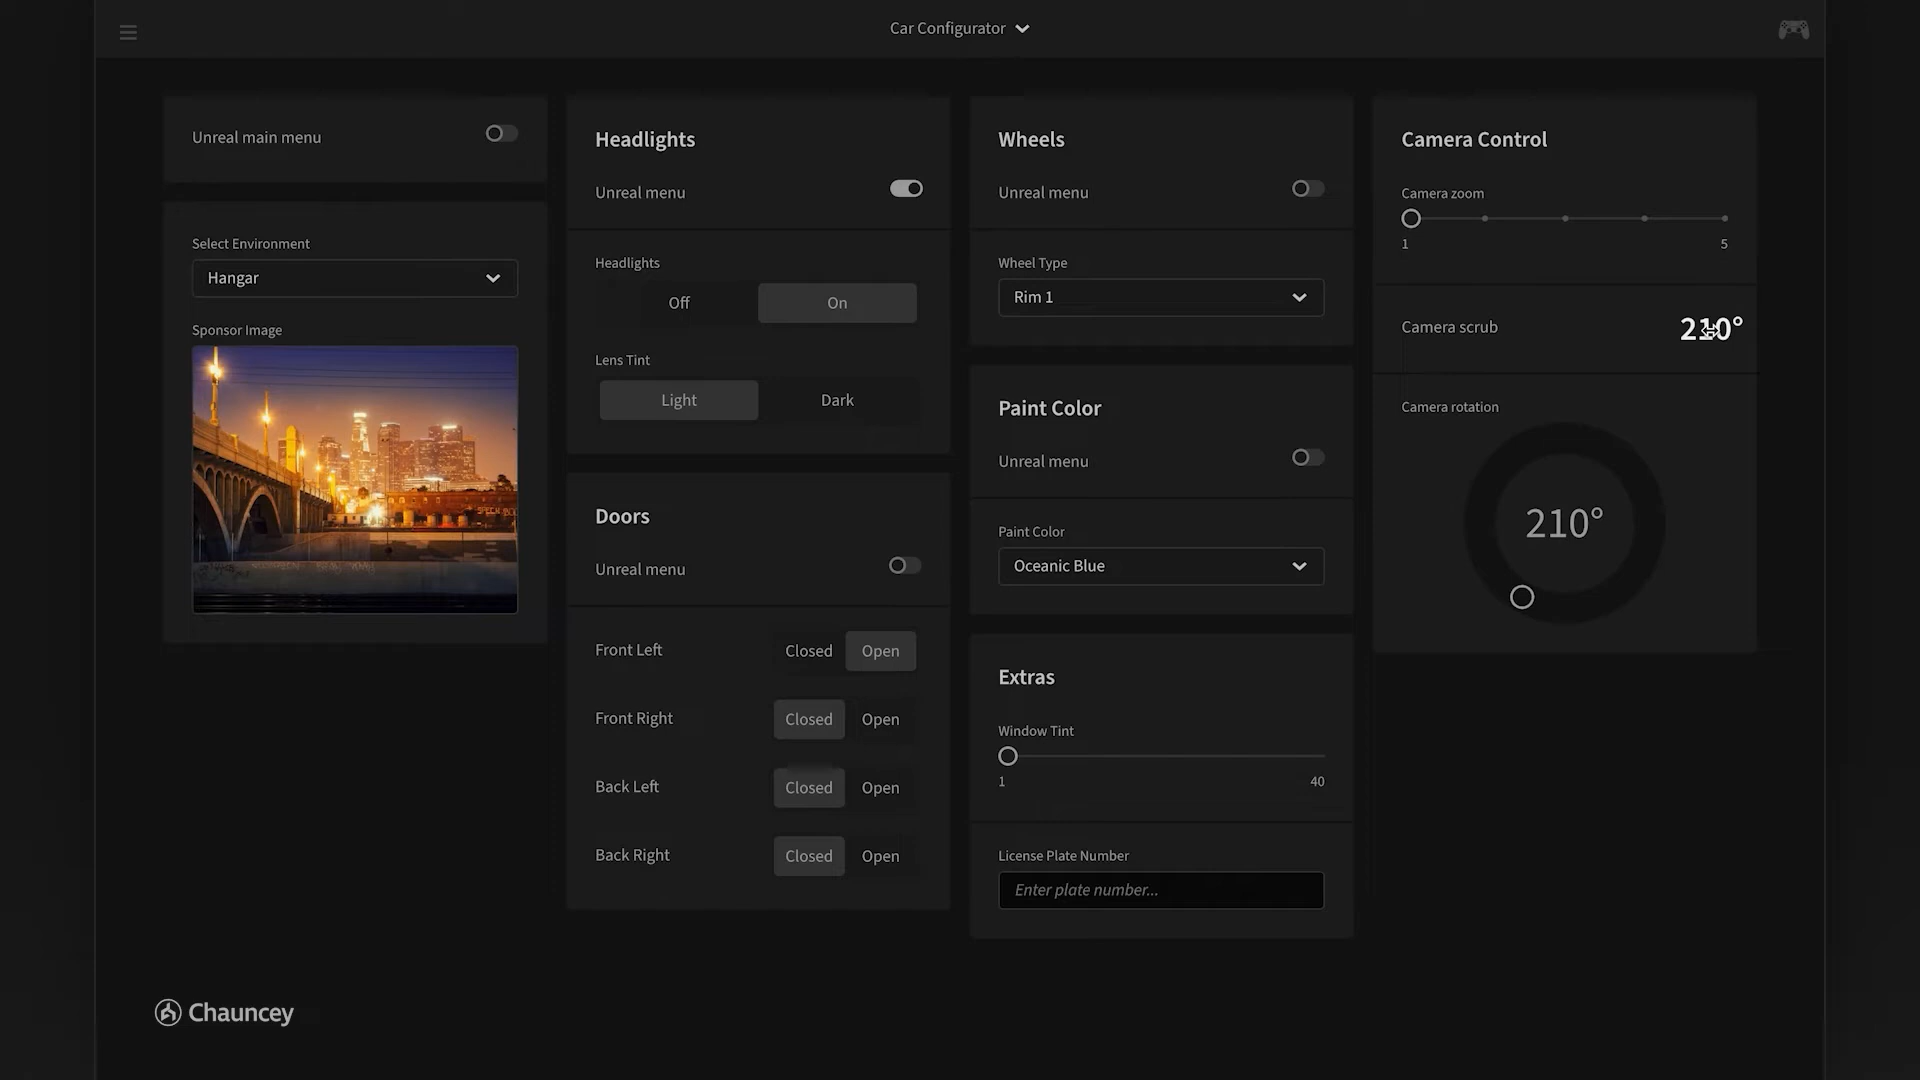 Car Configurator
Unreal main menu
Select Environment
Hangar
Sponsor Image
Headlights
Unreal menu
Headlights
Off
On
Lens Tint
Light
Dark
Doors
Unreal menu
Front Left
Closed
Open
Front Right
Closed
Open
Back Left
Closed
Open
Back Right
Closed
Open
Wheels
Unreal menu
Wheel Type
Rim 1
Paint Color
Unreal menu
Paint Color
Oceanic Blue
Extras
Window Tint
1
40
License Plate Number
Enter plate number...
Camera Control
Camera zoom
1
5
Camera scrub
210°
Camera rotation
210°
Chauncey